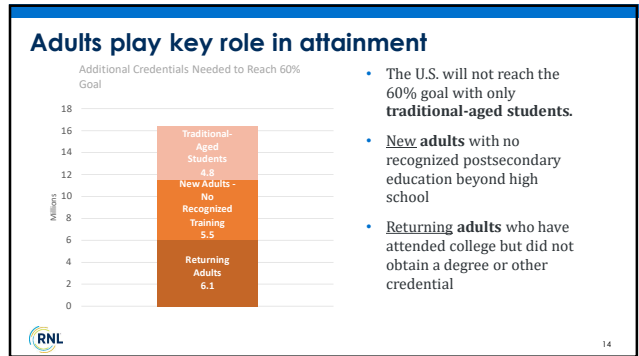 Adults play key role in attainment
Additional Credentials Needed to Reach 60%
Goal
18
16
14
12
10
8
6
4
2
0
Millions
Traditional-
Aged
Students
4.8
New Adults -
No
Recognized
Training
5.5
Returning
Adults
6.1
• The U.S. will not reach the
60% goal with only
traditional-aged students.
• New adults with no
recognized postsecondary
education beyond high
school
• Returning adults who have
attended college but did not
obtain a degree or other
credential
RNL
14